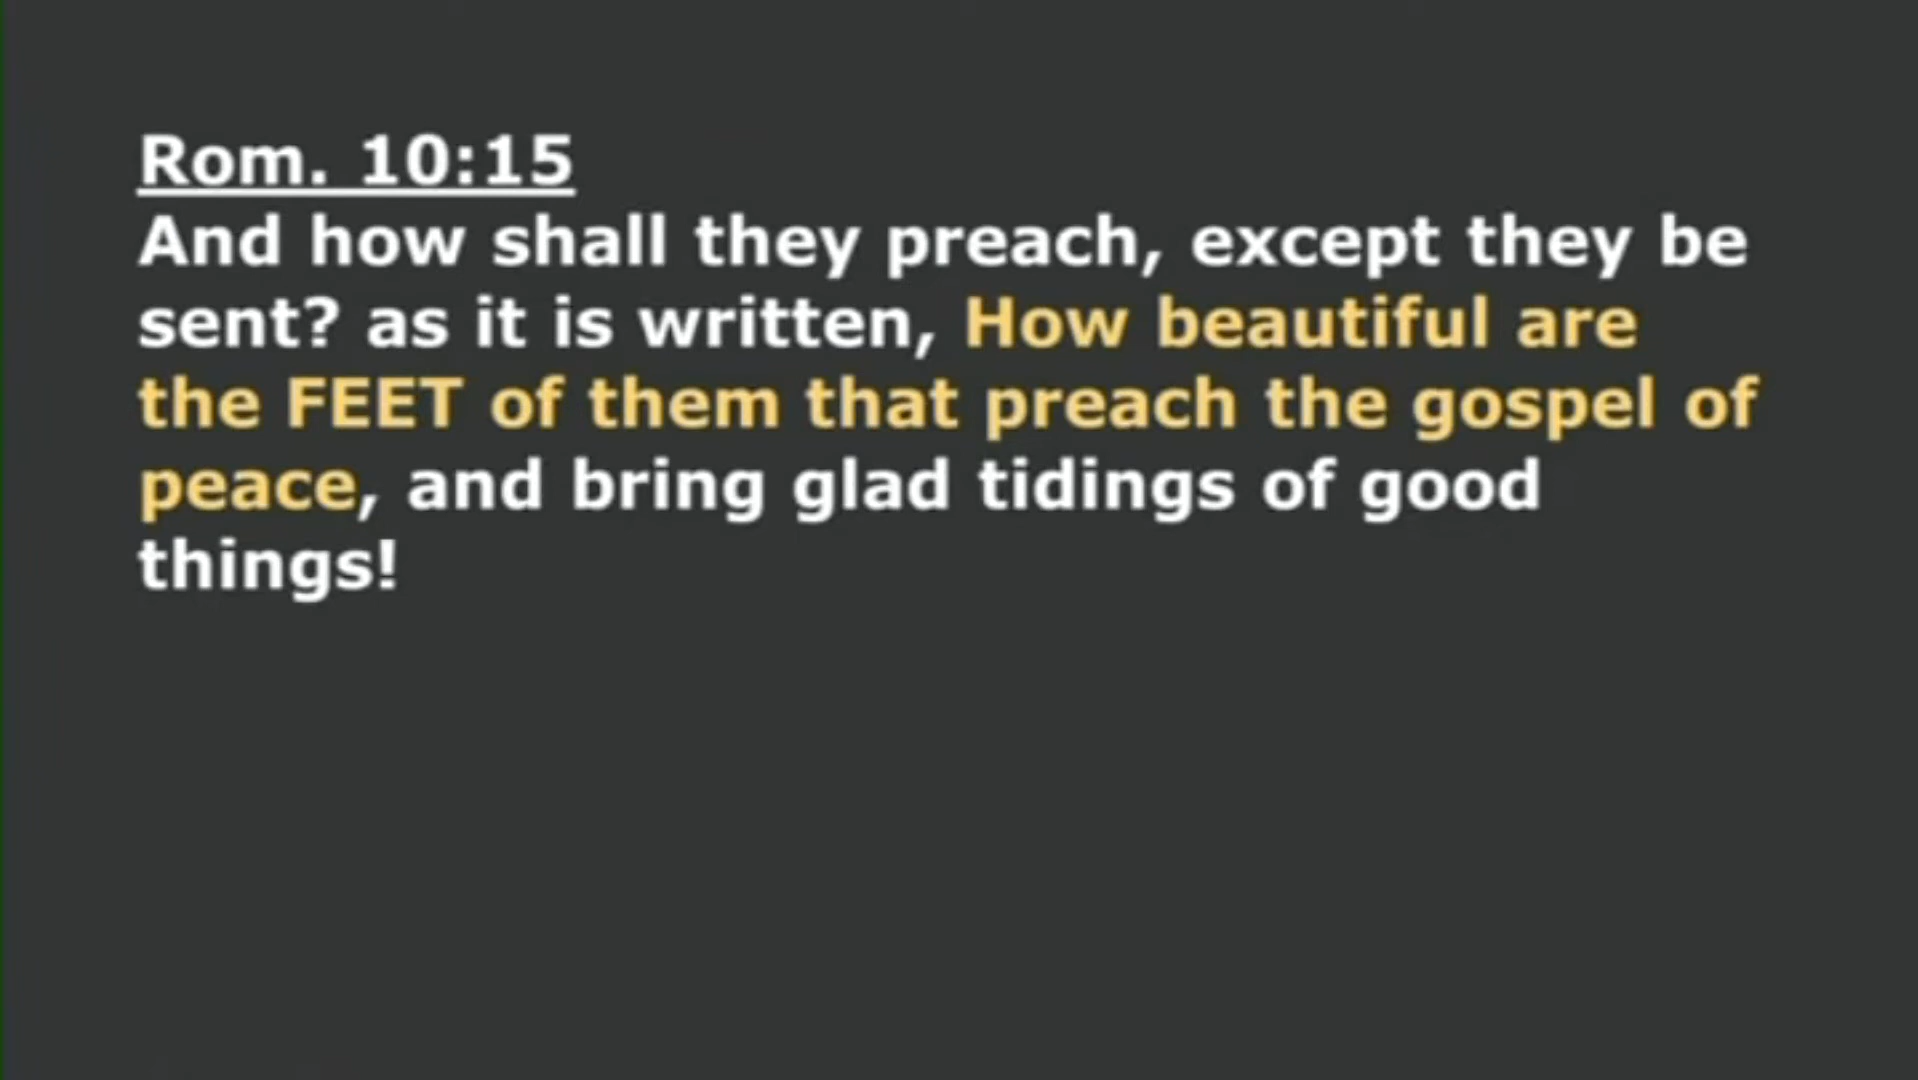 Rom. 10:15
And how shall they preach, except they be
sent? as it is written, How beautiful are
the FEET of them that preach the gospel of
peace, and bring glad tidings of good
things!